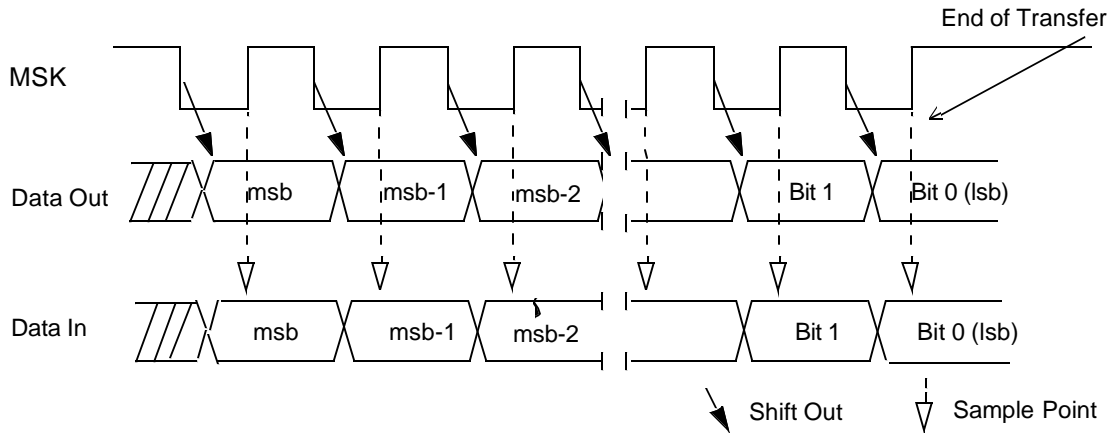 End of Transfer
MSK
Data Out
msb
msb-1
msb-2
Bit 1
Bit 0 (lsb)
Data In
msb
msb-1
msb-2
Bit 1
Bit 0 (lsb)
Shift Out
Sample Point